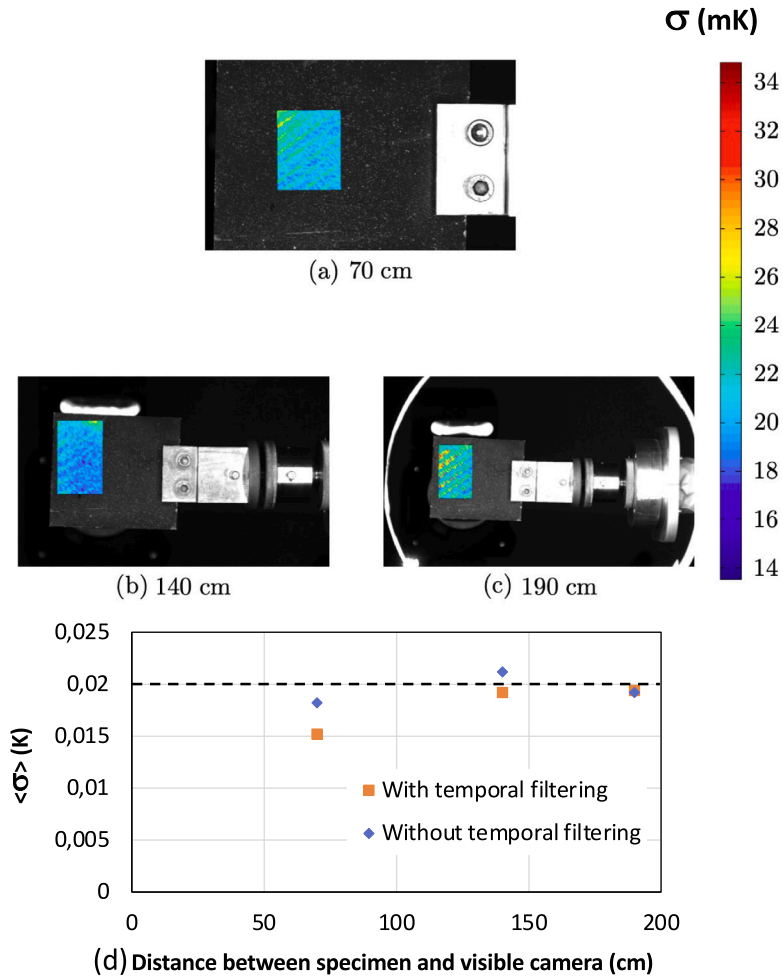 σ (mK)
34
32
30
28
26
24
22
20
18
16
14
(a) 70 cm
(b) 140 cm
(c) 190 cm
0,025
0,02
0,015
0,01
0,005
0
<σ> (K)
With temporal filtering
Without temporal filtering
0 50 100 150 200
(d) Distance between specimen and visible camera (cm)